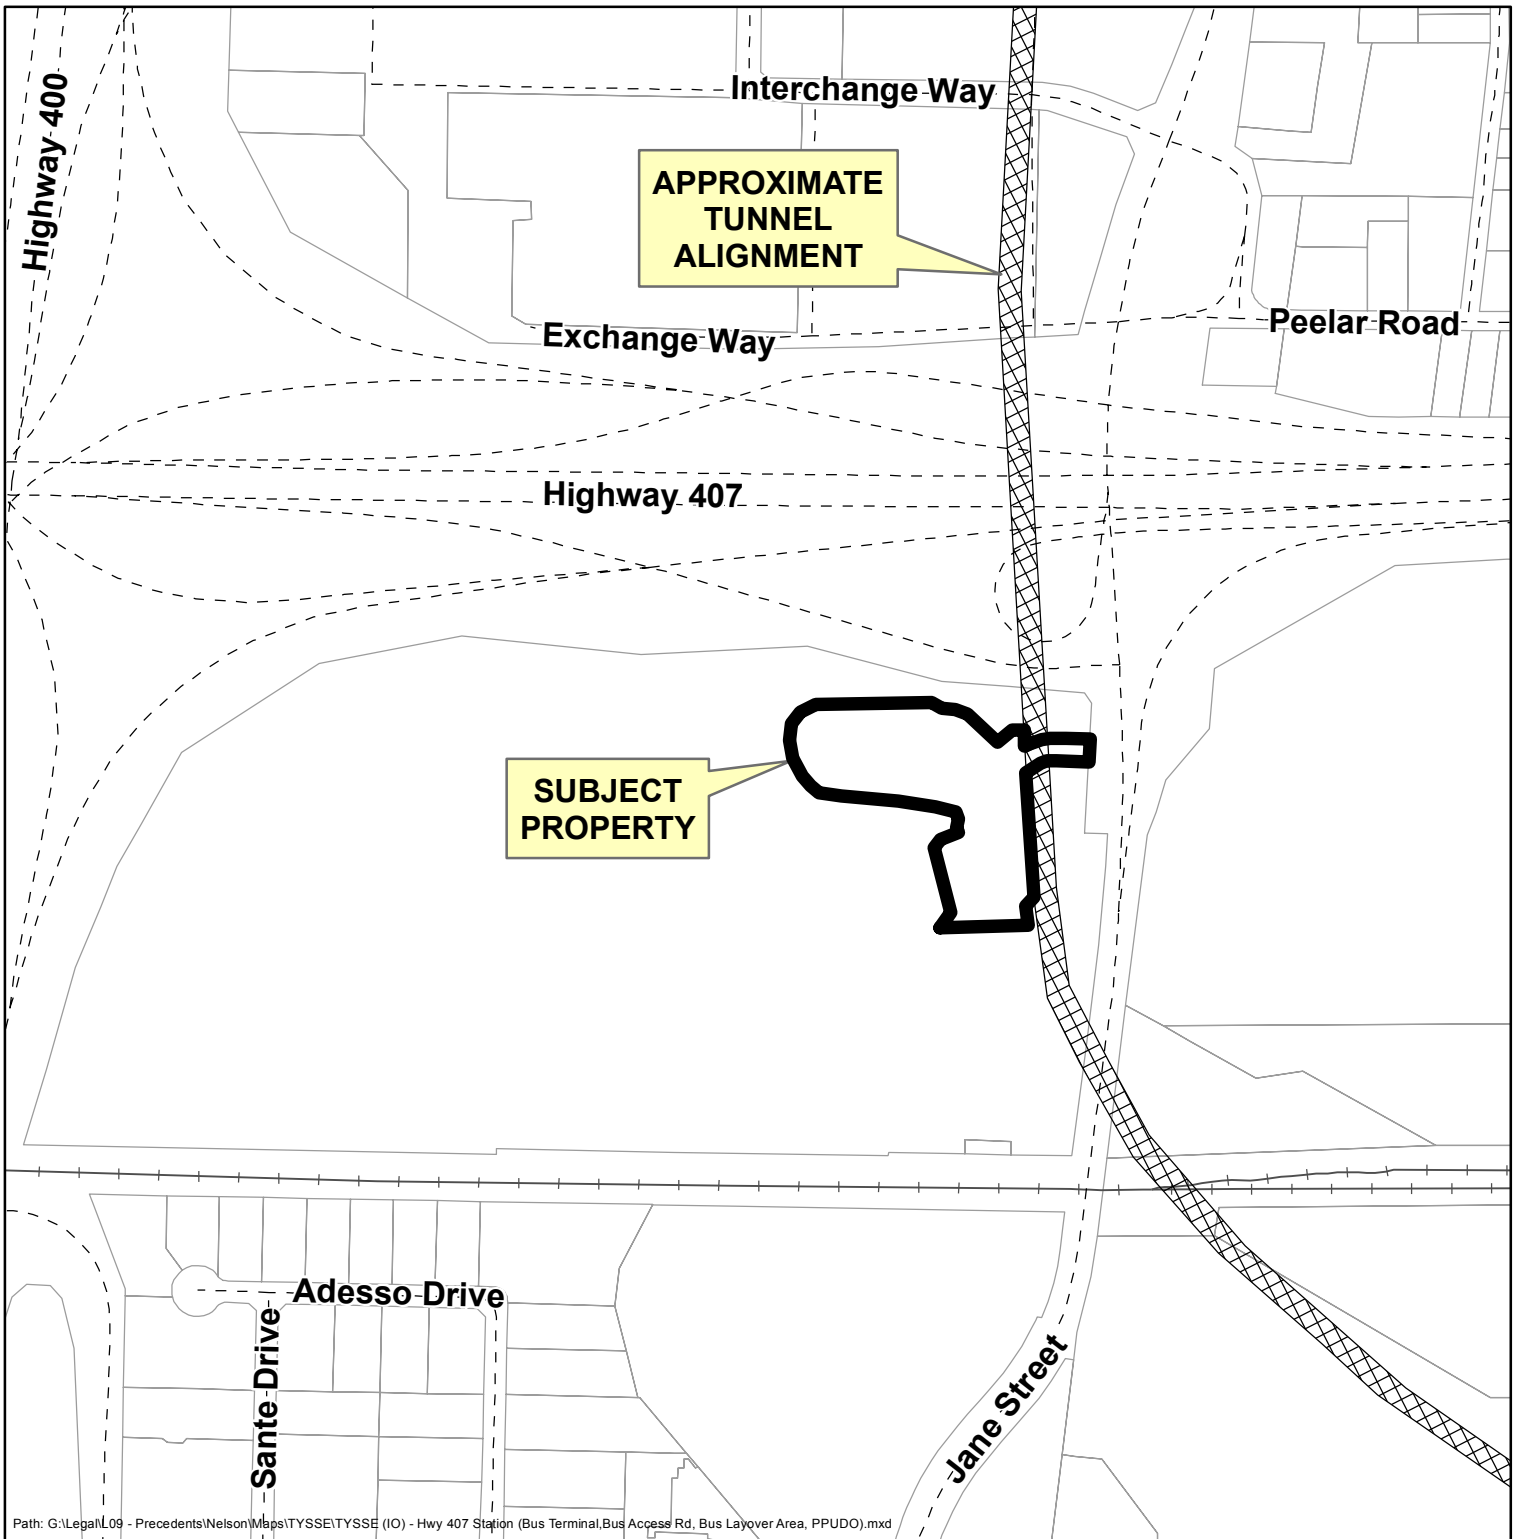 Highway 400
Interchange Way
APPROXIMATE
TUNNEL
ALIGNMENT
Exchange Way
Peelar Road
Highway 407
SUBJECT
PROPERTY
Adesso Drive
Sante Drive
Jane Street
Path: G:\Legal\L09 - Precedents\Nelson\Maps\TYSSE\TYSSE (IO) - Hwy 407 Station (Bus Terminal,Bus Access Rd, Bus Layover Area, PPUDO).mxd